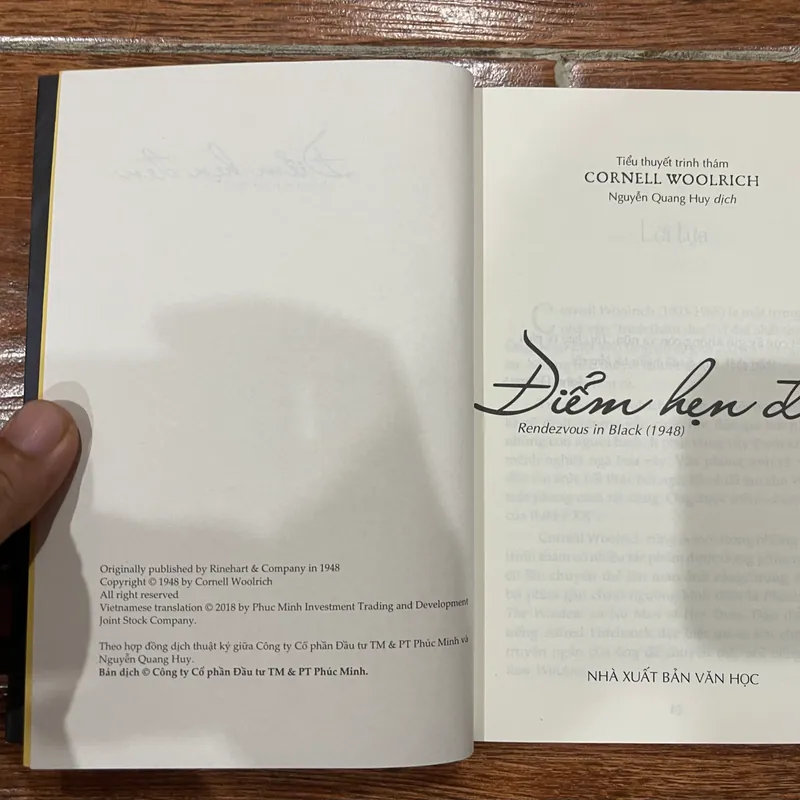 Originally published by Rinehart & Company in 1948
Copyright © 1948 by Cornell Woolrich
All right reserved
Vietnamese translation © 2018 by Phuc Minh Investment Trading and Development
Joint Stock Company.
Theo hợp đồng dịch thuật ký giữa Công ty Cổ phần Đầu tư TM & PT Phúc Minh và
Nguyễn Quang Huy.
Bản dịch © Công ty Cổ phần Đầu tư TM & PT Phúc Minh.
Tiểu thuyết trinh thám
CORNELL WOOLRICH
Nguyễn Quang Huy dịch
Điểm hẹn đ
Rendezvous in Black (1948)
NHÀ XUẤT BẢN VĂN HỌC